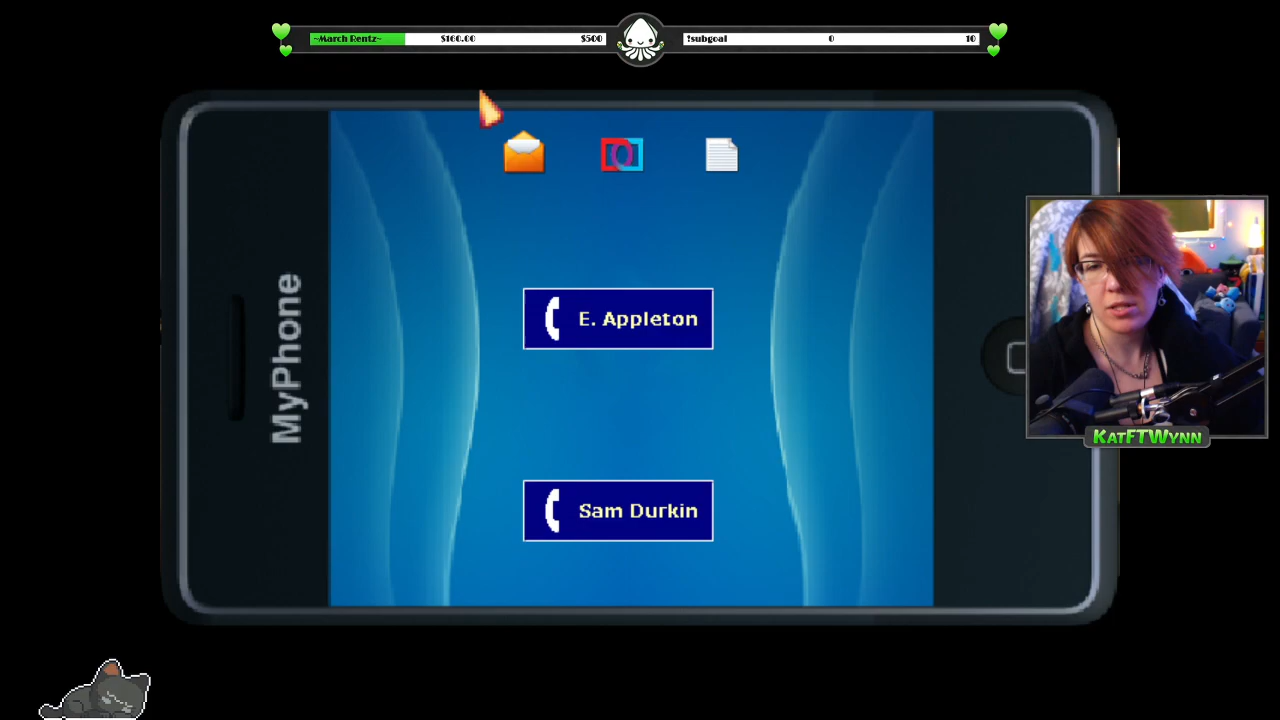 ~March Rentz~ $160.00 $500
!subgoal 0 10
MyPhone
E. Appleton
Sam Durkin
KatFTWynn